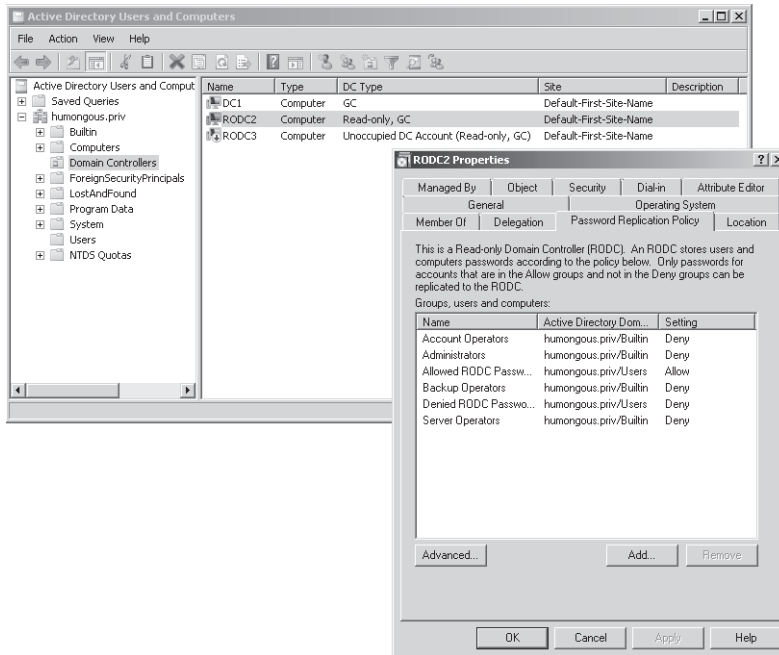 Active Directory Users and Computers
File Action View Help
Active Directory Users and Comput
Saved Queries
humongous.priv
Builtin
Computers
Domain Controllers
ForeignSecurityPrincipals
LostAndFound
Program Data
System
Users
NTDS Quotas
Name Type DC Type Site Description
DC1 Computer GC Default-First-Site-Name
RODC2 Computer Read-only, GC Default-First-Site-Name
RODC3 Computer Unoccupied DC Account (Read-only, GC) Default-First-Site-Name
RODC2 Properties
Managed By Object Security Dial-in Attribute Editor
General Operating System
Member Of Delegation Password Replication Policy Location
This is a Read-only Domain Controller (RODC). An RODC stores users and
computers passwords according to the policy below. Only passwords for
accounts that are in the Allow groups and not in the Deny groups can be
replicated to the RODC.
Groups, users and computers:
Name Active Directory Dom... Setting
Account Operators humongous.priv/Builtin Deny
Administrators humongous.priv/Builtin Deny
Allowed RODC Passw... humongous.priv/Users Allow
Backup Operators humongous.priv/Builtin Deny
Denied RODC Passwo... humongous.priv/Users Deny
Server Operators humongous.priv/Builtin Deny
Advanced... Add... Remove
OK Cancel Apply Help